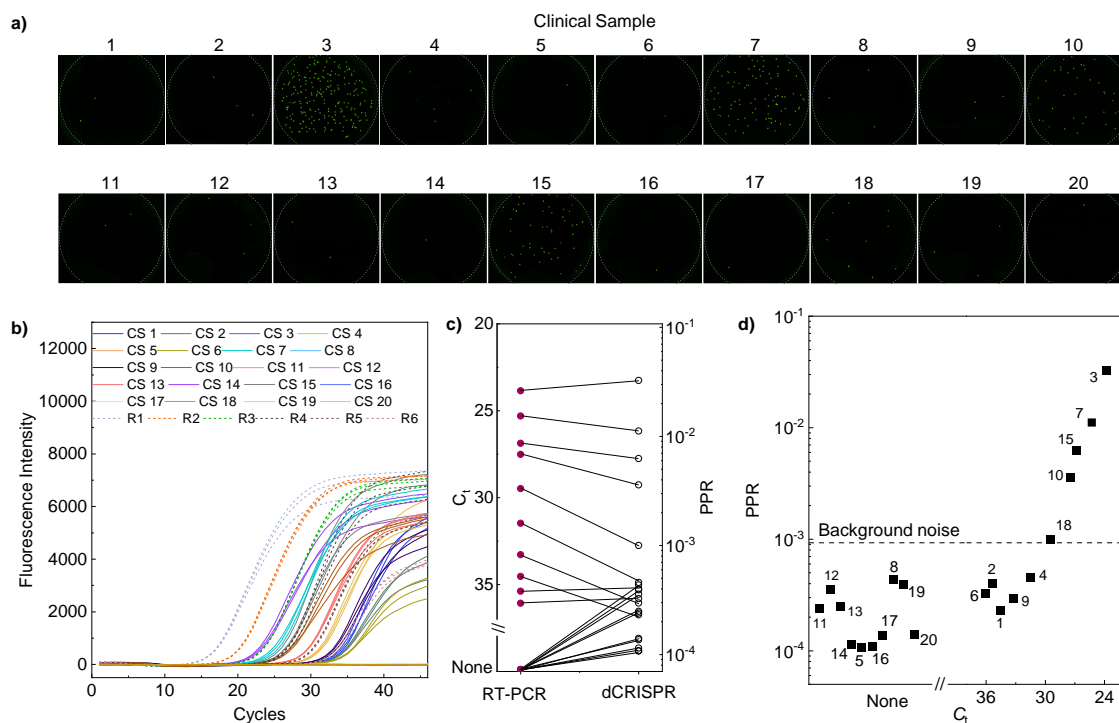 a)
Clinical Sample
1 2 3 4 5 6 7 8 9 10
11 12 13 14 15 16 17 18 19 20
b)
CS 1 CS 2 CS 3 CS 4
CS 5 CS 6 CS 7 CS 8
CS 9 CS 10 CS 11 CS 12
CS 13 CS 14 CS 15 CS 16
CS 17 CS 18 CS 19 CS 20
R1 R2 R3 R4 R5 R6
12000
10000
8000
6000
4000
2000
0
Fluorescence Intensity
0 10 20 30 40
Cycles
c)
20
25
30
35
None
Ct
10-1
10-2
10-3
10-4
PPR
RT-PCR dCRISPR
d)
10-1
10-2
10-3
10-4
PPR
3
7
15
10
18
Background noise
12
8
2
4
6
19
9
11
13
1
17
20
14
5
16
None
36 30 24
Ct